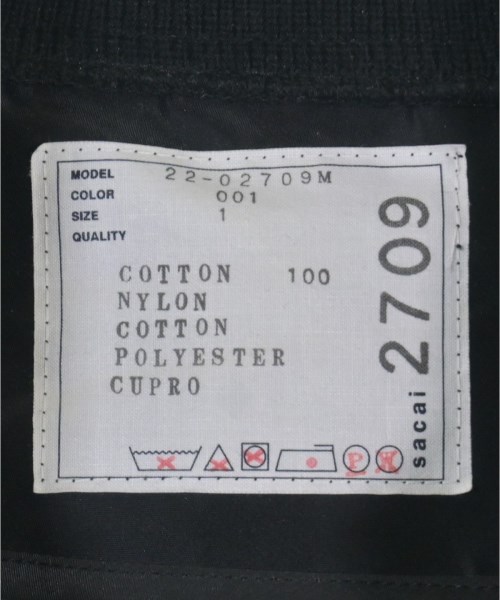 MODEL 22-02709M
COLOR 001
SIZE 1
QUALITY
COTTON 100
NYLON
COTTON
POLYESTER
CUPRO
P W
sacai 2709